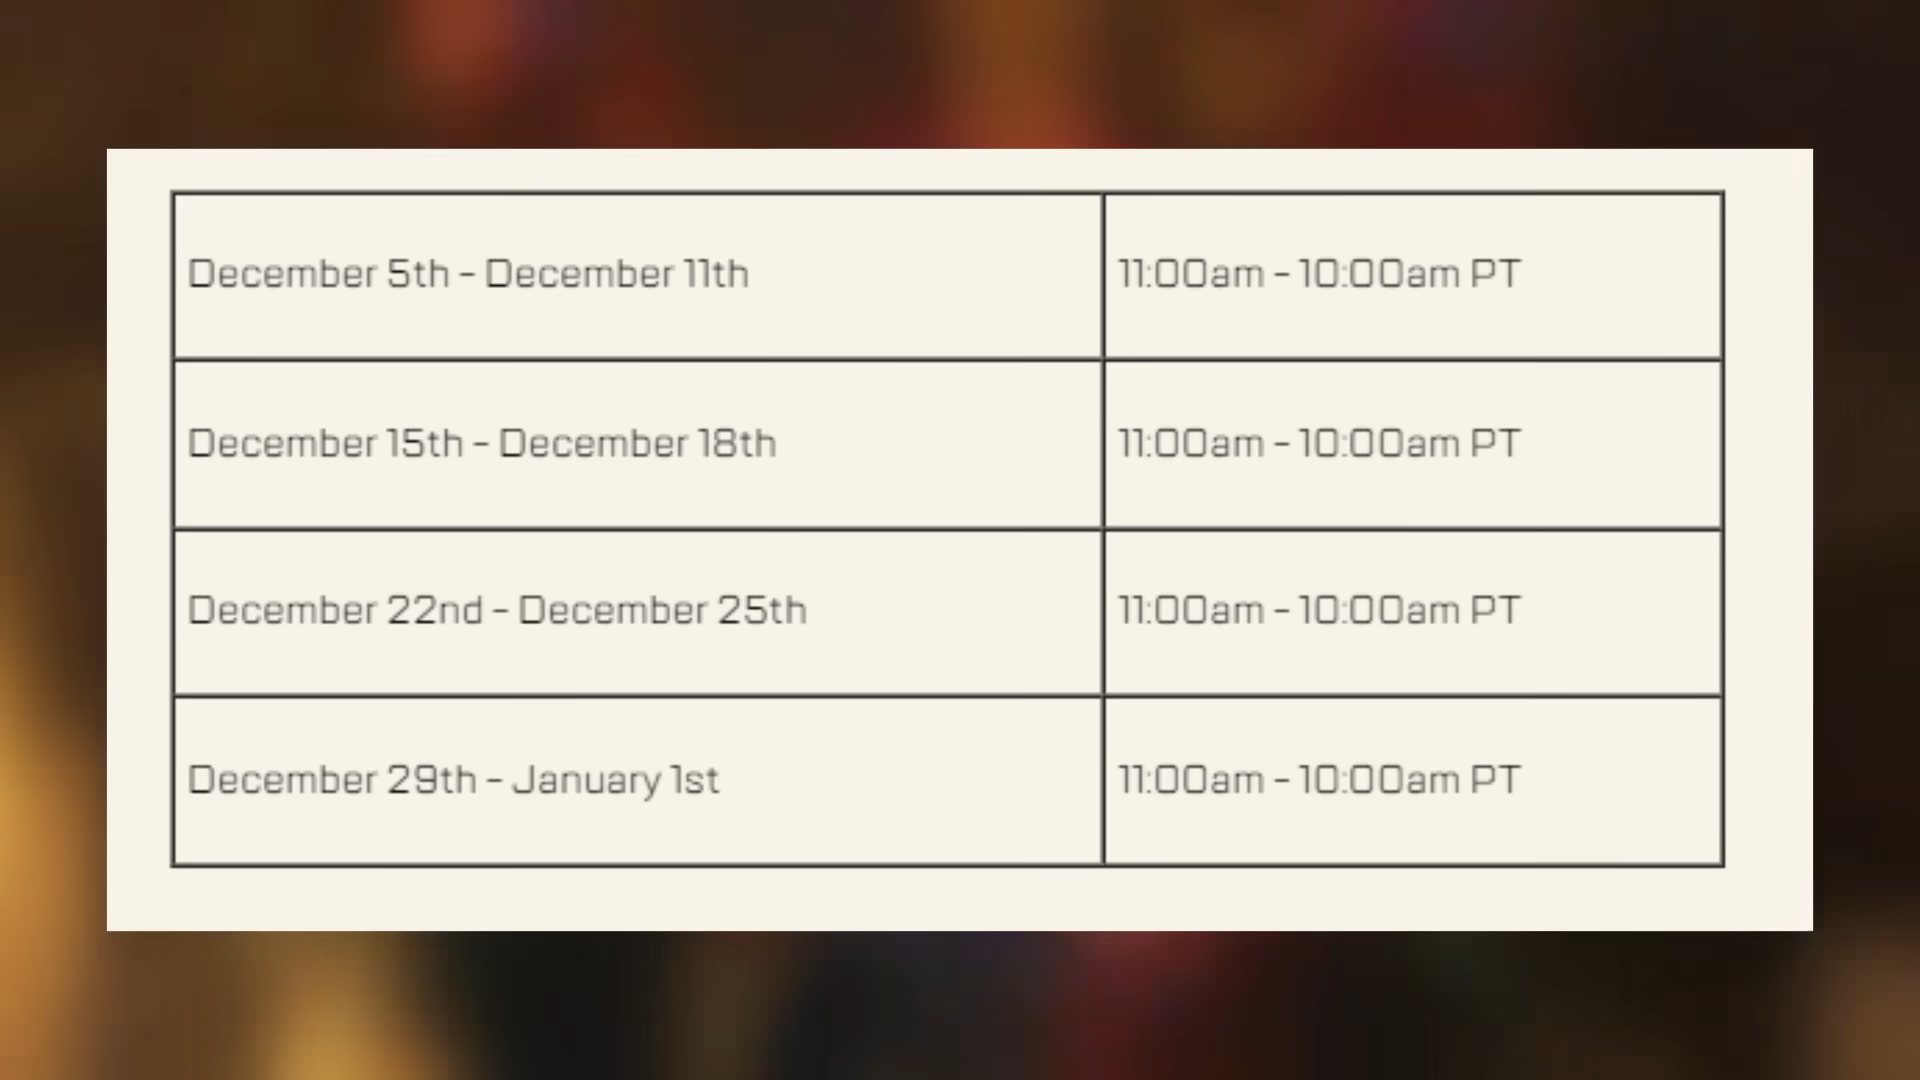 December 5th – December 11th 11:00am – 10:00am PT
December 15th – December 18th 11:00am – 10:00am PT
December 22nd – December 25th 11:00am – 10:00am PT
December 29th – January 1st 11:00am – 10:00am PT